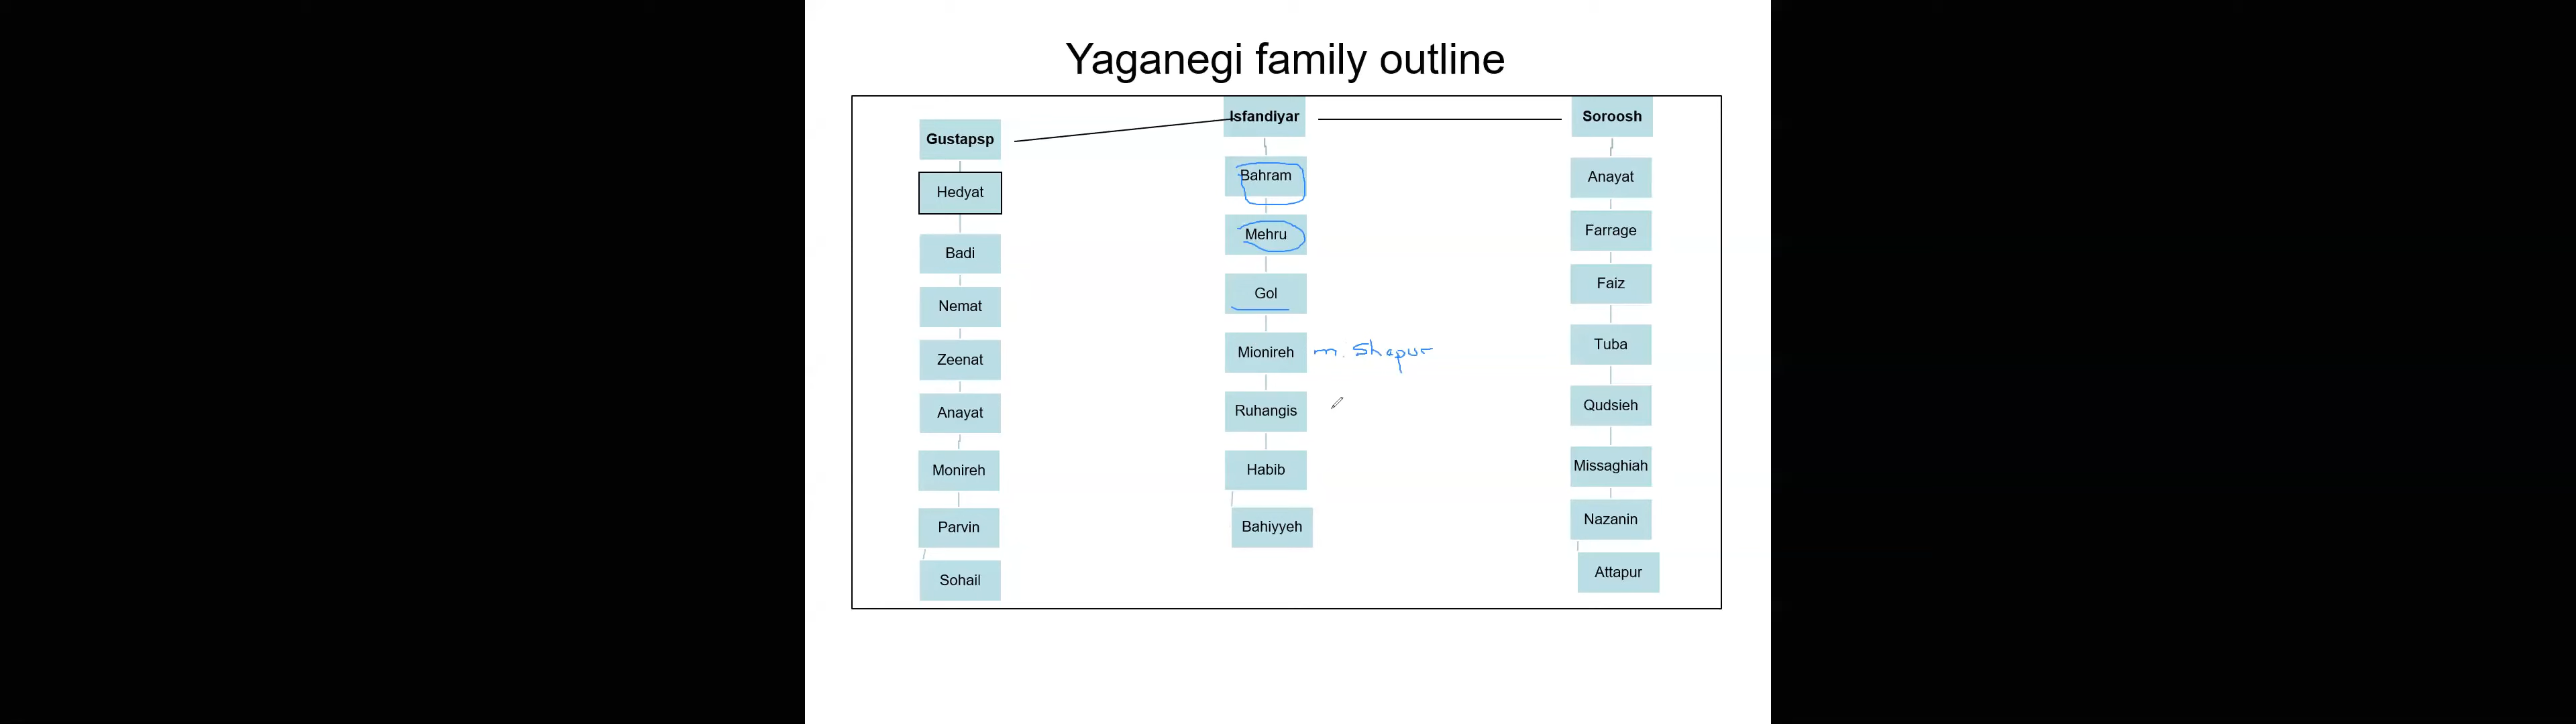 Yaganegi family outline
Gustapsp
Hedyat
Badi
Nemat
Zeenat
Anayat
Monireh
Parvin
Sohail
Isfandiyar
Bahram
Mehru
Gol
Mionireh m. Shapur
Ruhangis
Habib
Bahiyyeh
Soroosh
Anayat
Farrage
Faiz
Tuba
Qudsieh
Missaghiah
Nazanin
Attapur